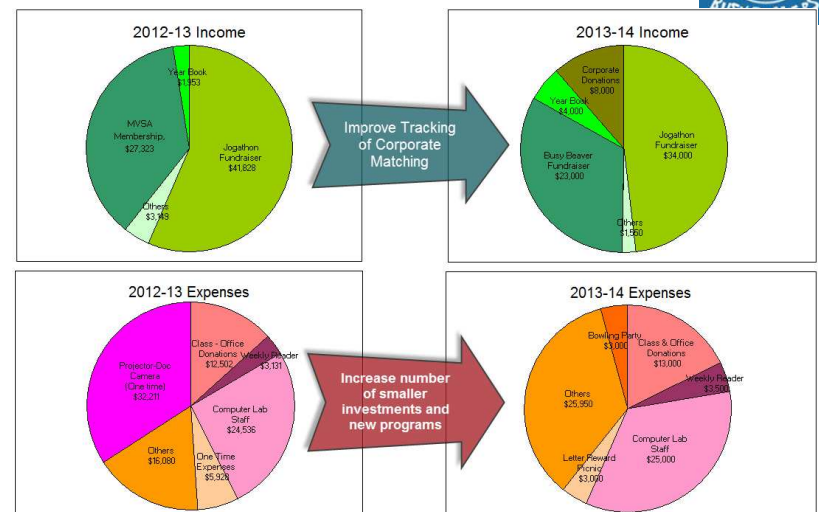 2012-13 Income
Year Book
$1,953
MVSA
Membership,
$27,323
Jogathon
Fundraiser
$41,828
Others
$3,149
Improve Tracking
of Corporate
Matching
2013-14 Income
Corporate
Donations
$8,000
Year Book
$4,000
Busy Beaver
Fundraiser
$23,000
Jogathon
Fundraiser
$34,000
Others
$1,550
2012-13 Expenses
Class - Office
Donations
$12,502
Weekly Reader
$3,131
Projector-Doc
Camera
(One time)
$32,211
Computer Lab
Staff
$24,536
Others
$16,080
One Time
Expenses
$5,928
Increase number
of smaller
investments and
new programs
2013-14 Expenses
Bowling Party
$3,000
Class & Office
Donations
$13,000
Weekly Reader
$3,500
Others
$25,950
Computer Lab
Staff
$25,000
Letter Reward
Picnic
$3,000